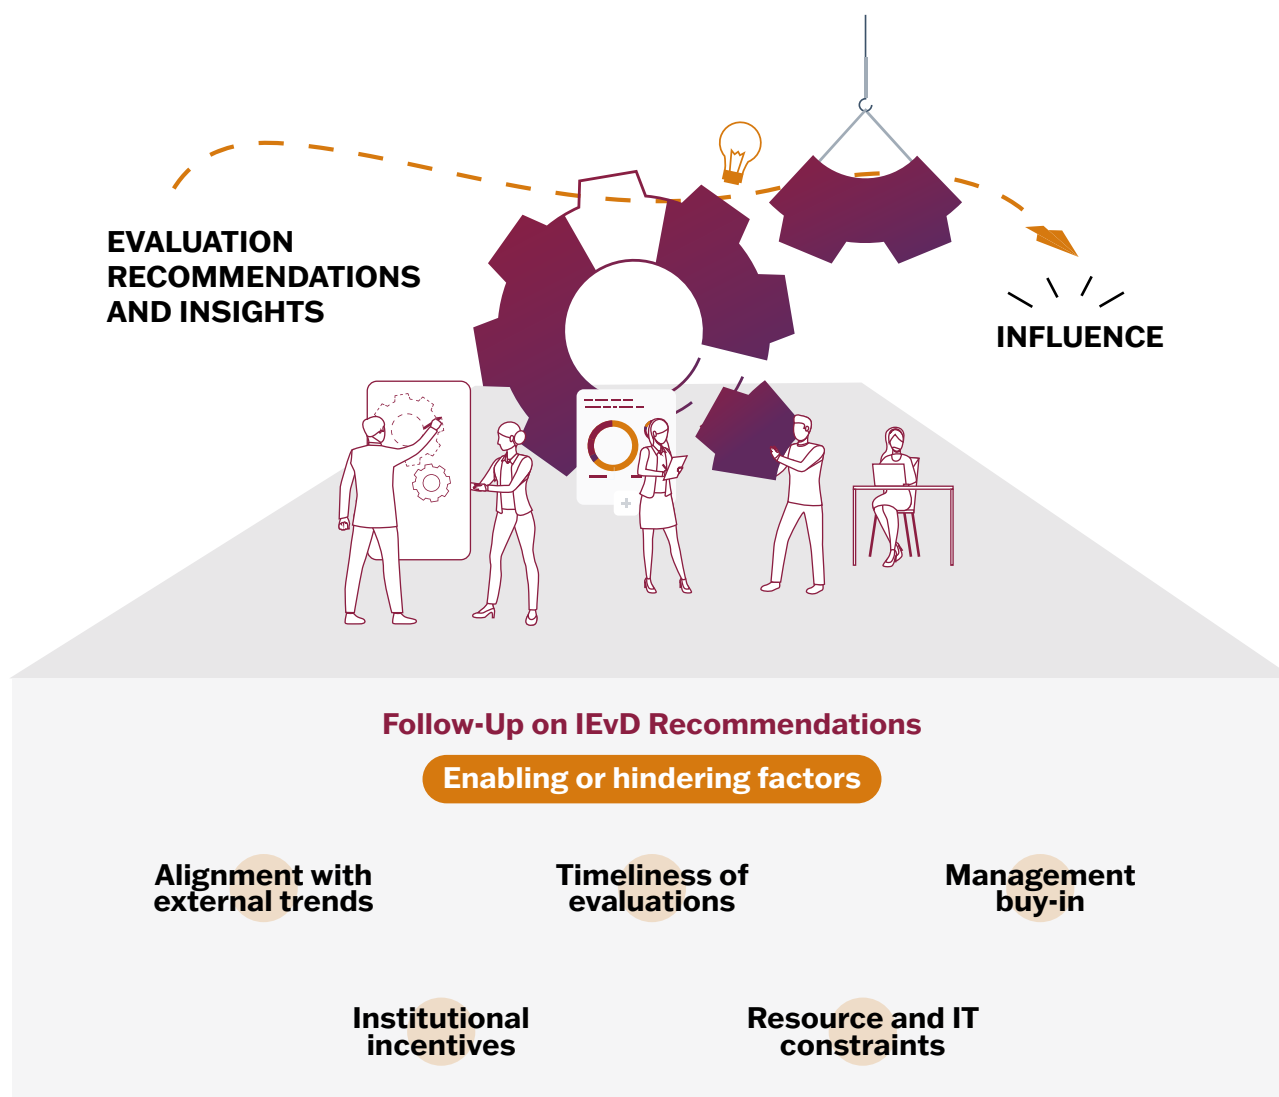 EVALUATION
RECOMMENDATIONS
AND INSIGHTS
INFLUENCE
Follow-Up on IEvD Recommendations
Enabling or hindering factors
Alignment with
external trends
Timeliness of
evaluations
Management
buy-in
Institutional
incentives
Resource and IT
constraints